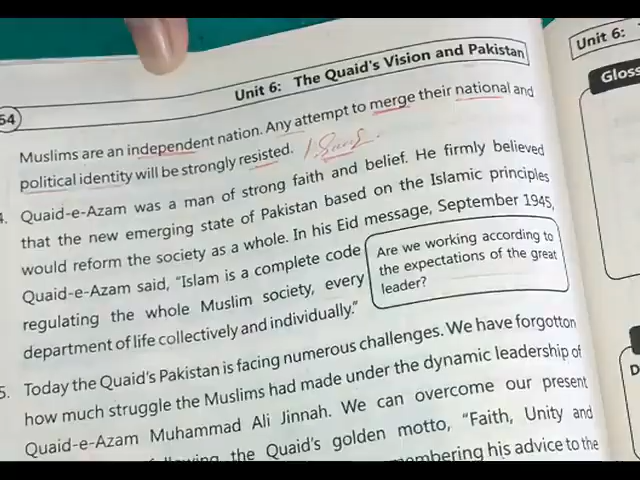 54
Unit 6: The Quaid's Vision and Pakistan
Muslims are an independent nation. Any attempt to merge their national and
political identity will be strongly resisted.
4. Quaid-e-Azam was a man of strong faith and belief. He firmly believed
that the new emerging state of Pakistan based on the Islamic principles
would reform the society as a whole. In his Eid message, September 1945,
Quaid-e-Azam said, “Islam is a complete code
regulating the whole Muslim society, every
department of life collectively and individually.”
Are we working according to
the expectations of the great
leader?
5. Today the Quaid's Pakistan is facing numerous challenges. We have forgotton
how much struggle the Muslims had made under the dynamic leadership of
Quaid-e-Azam Muhammad Ali Jinnah. We can overcome our present
the Quaid's golden motto, “Faith, Unity and
his advice to the
Unit 6: